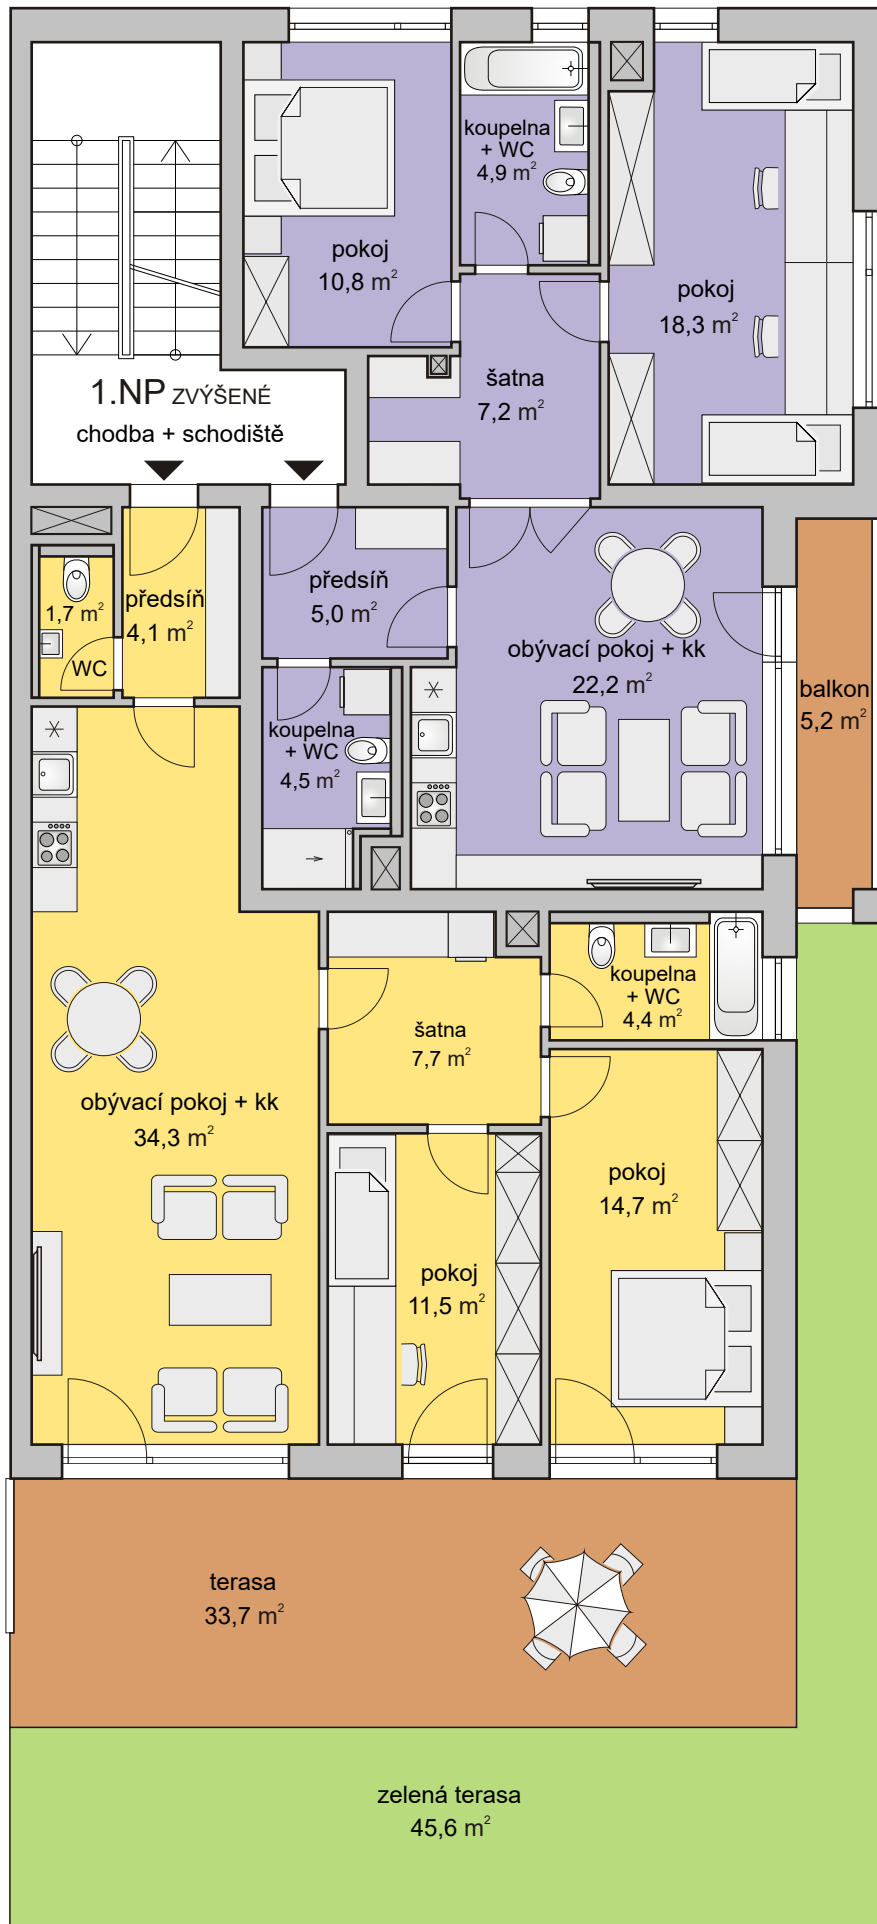 koupelna
+ WC
4,9 m²
pokoj
10,8 m²
pokoj
18,3 m²
šatna
7,2 m²
1.NP ZVÝŠENÉ
chodba + schodiště
předsíň
5,0 m²
1,7 m²
WC
předsíň
4,1 m²
obývací pokoj + kk
22,2 m²
balkon
5,2 m²
koupelna
+ WC
4,5 m²
koupelna
+ WC
4,4 m²
šatna
7,7 m²
obývací pokoj + kk
34,3 m²
pokoj
14,7 m²
pokoj
11,5 m²
terasa
33,7 m²
zelená terasa
45,6 m²